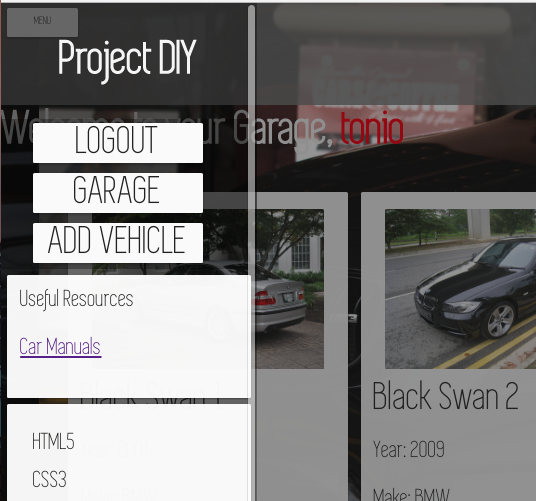 MENU
Project DIY
Welcome to your Garage, tonio
LOGOUT
GARAGE
ADD VEHICLE
Useful Resources
Car Manuals
Black Swan 1
Black Swan 2
HTML5
Year: 2009
CSS3
Make: BMW